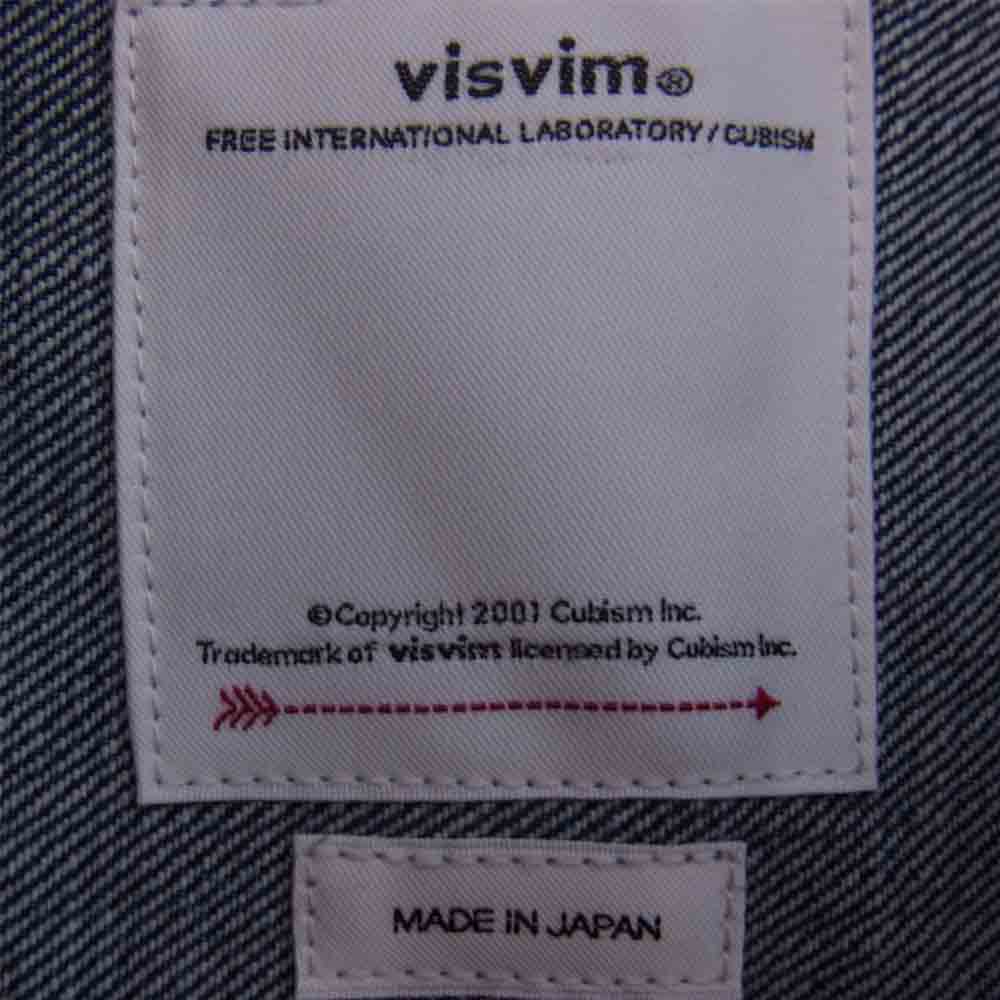 visvim®
FREE INTERNATIONAL LABORATORY / CUBISM
©Copyright 2001 Cubism Inc.
Trademark of visvim licensed by Cubism Inc.
MADE IN JAPAN